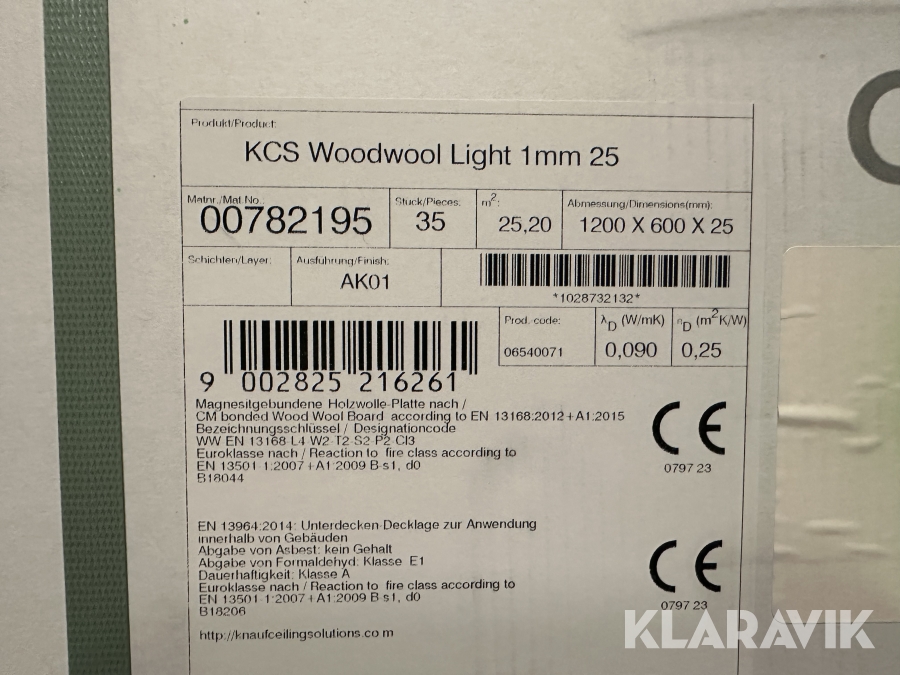 Produkt/Product:
KCS Woodwool Light 1mm 25
Matnr./Mat.No.:
00782195
Stück/Pieces:
35
m²:
25,20
Abmessung/Dimensions(mm):
1200 X 600 X 25
Schichten/Layer:
Ausführung/Finish:
AK01
*1028732132*
Prod.-code:
06540071
λD (W/mK)
0,090
D (m²K/W)
0,25
9 002825 216261
Magnesitgebundene Holzwolle-Platte nach /
CM bonded Wood Wool Board according to EN 13168:2012+A1:2015
Bezeichnungsschlüssel / Designationcode
WW EN 13168-L4-W2-T2-S2-P2-Cl3
Euroklasse nach / Reaction to fire class according to
EN 13501-1:2007+A1:2009 B-s1, d0
B18044
CE
0797 23
EN 13964:2014: Unterdecken-Decklage zur Anwendung
innerhalb von Gebäuden
Abgabe von Asbest: kein Gehalt
Abgabe von Formaldehyd: Klasse E1
Dauerhaftigkeit: Klasse A
Euroklasse nach / Reaction to fire class according to
EN 13501-1:2007+A1:2009 B-s1, d0
B18206
CE
0797 23
http://knaufceilingsolutions.com
KLARAVIK